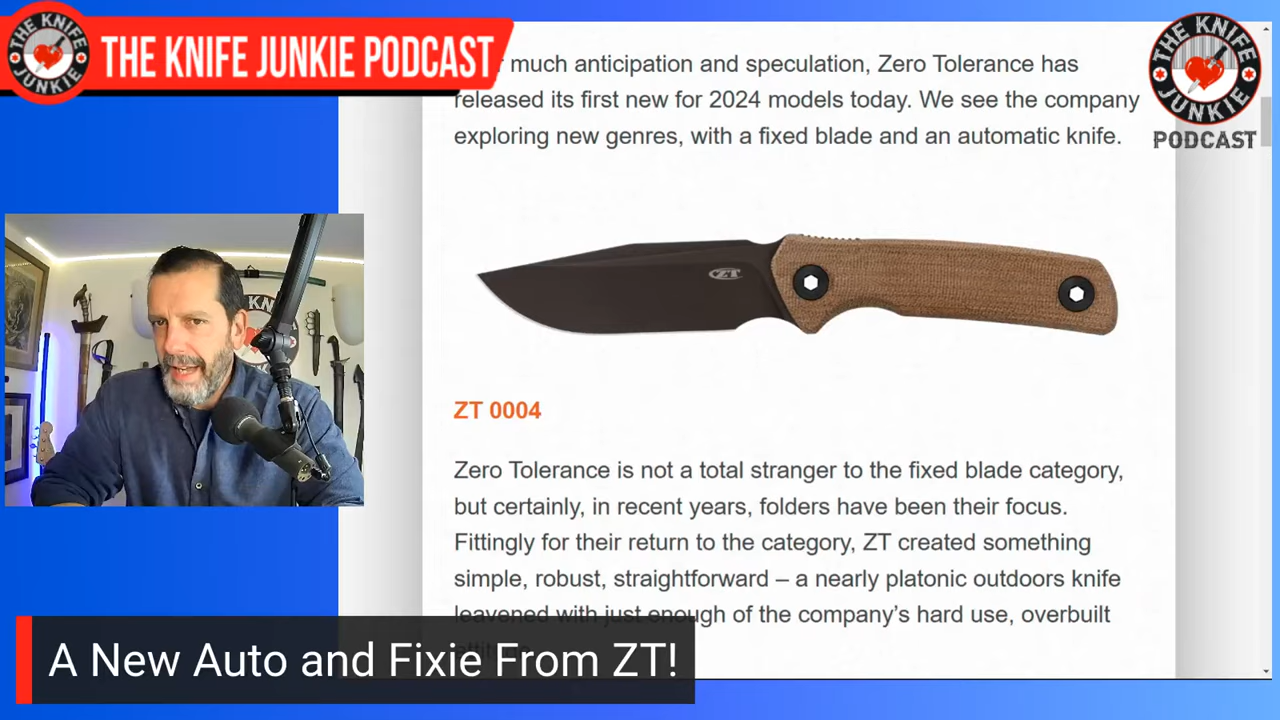 THE KNIFE JUNKIE
THE KNIFE JUNKIE PODCAST
THE KNIFE JUNKIE
PODCAST
much anticipation and speculation, Zero Tolerance has
released its first new for 2024 models today. We see the company
exploring new genres, with a fixed blade and an automatic knife.
ZT
ZT 0004
Zero Tolerance is not a total stranger to the fixed blade category,
but certainly, in recent years, folders have been their focus.
Fittingly for their return to the category, ZT created something
simple, robust, straightforward – a nearly platonic outdoors knife
leavened with just enough of the company's hard use, overbuilt
A New Auto and Fixie From ZT!